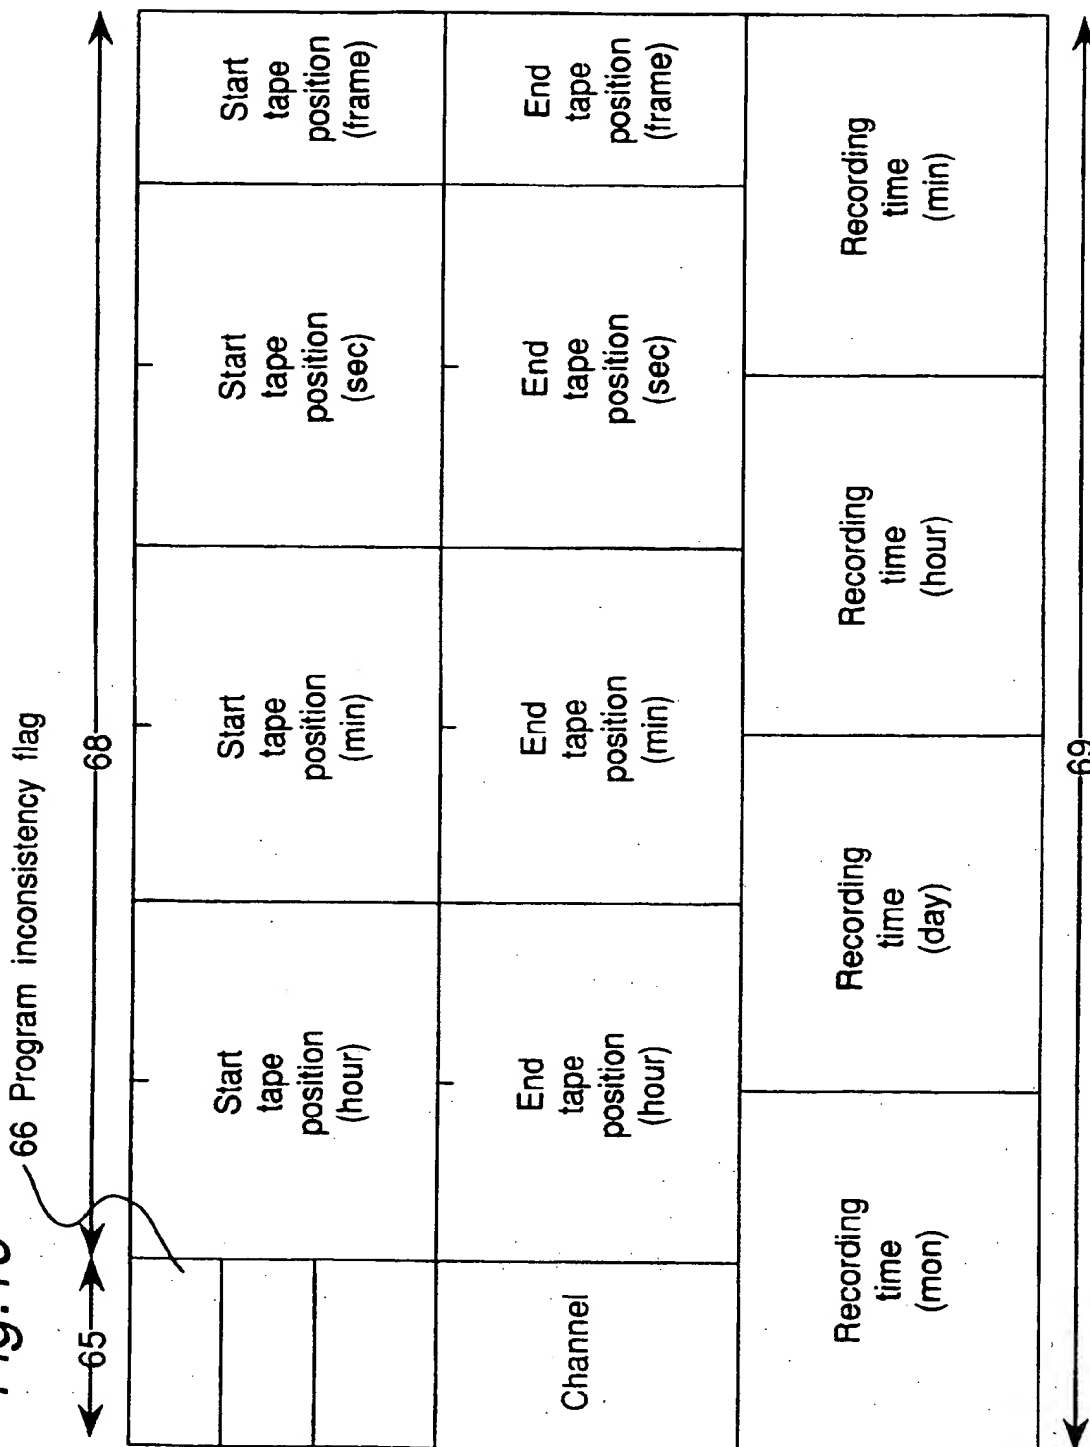 66 Program inconsistency flag
65
68
Start
tape
position
(hour)
Start
tape
position
(min)
Start
tape
position
(sec)
Start
tape
position
(frame)
Channel
End
tape
position
(hour)
End
tape
position
(min)
End
tape
position
(sec)
End
tape
position
(frame)
Recording
time
(mon)
Recording
time
(day)
Recording
time
(hour)
Recording
time
(min)
69